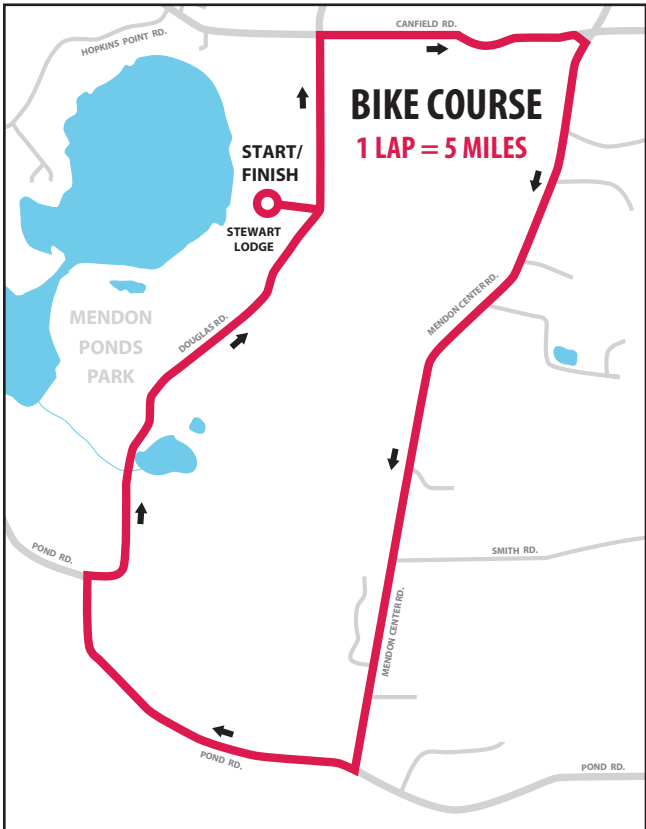 CANFIELD RD.
HOPKINS POINT RD.
BIKE COURSE
1 LAP = 5 MILES
START/
FINISH
STEWART
LODGE
MENDON CENTER RD.
MENDON
PONDS
PARK
DOUGLAS RD.
POND RD.
SMITH RD.
MENDON CENTER RD.
POND RD.
POND RD.